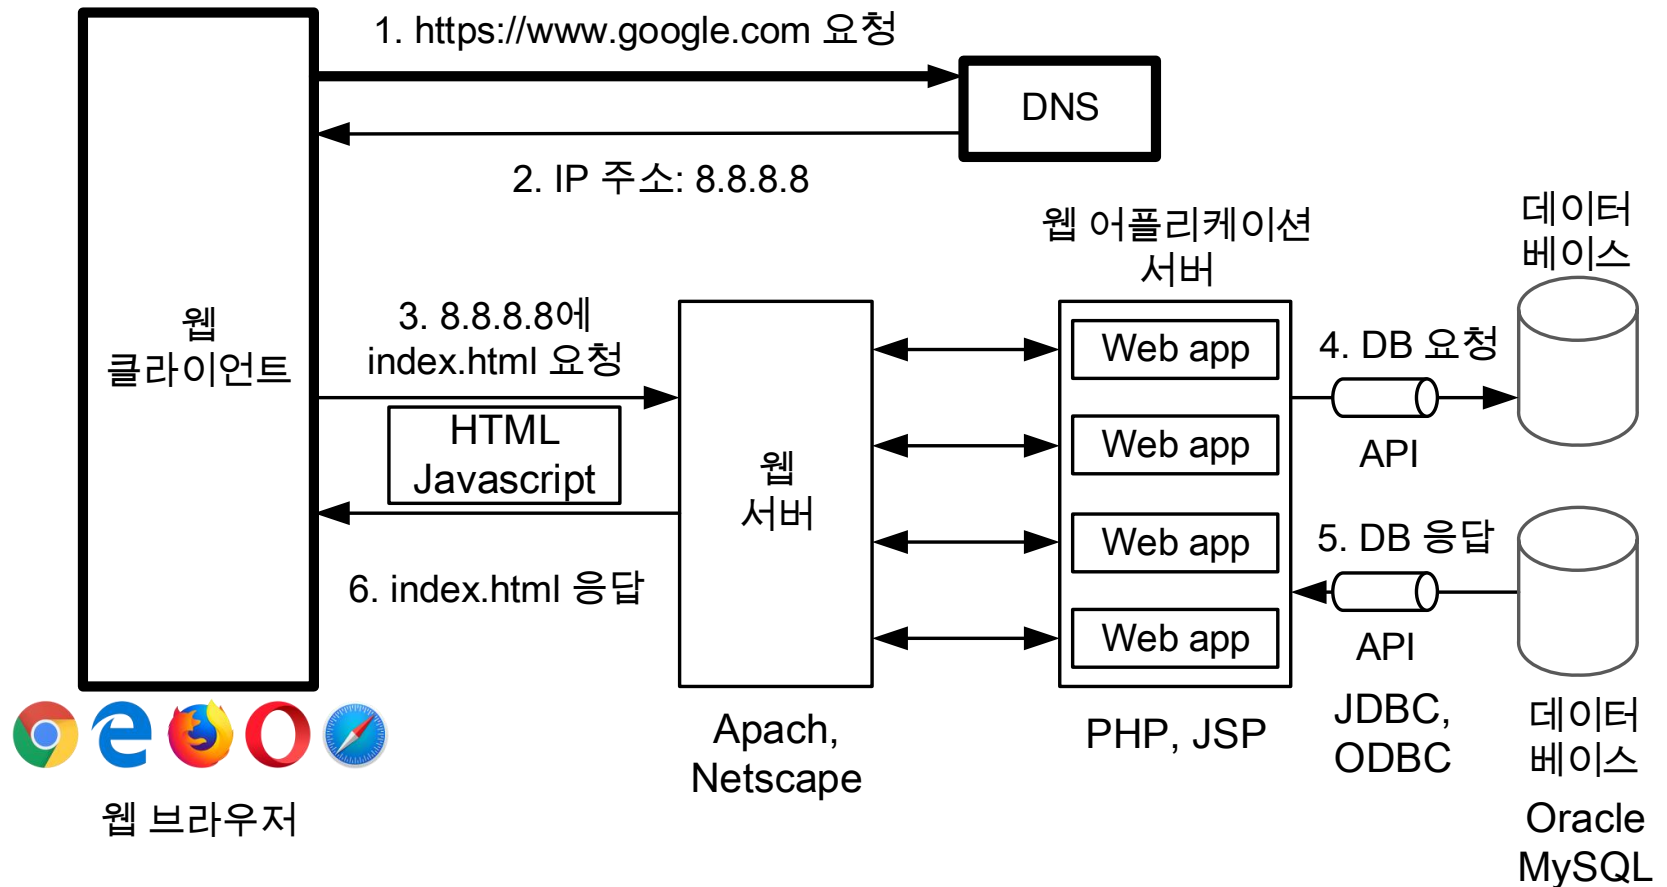 1. https://www.google.com 요청
DNS
2. IP 주소: 8.8.8.8
웹
클라이언트
3. 8.8.8.8에
index.html 요청
HTML
Javascript
6. index.html 응답
웹
서버
웹 어플리케이션
서버
Web app
Web app
Web app
Web app
4. DB 요청
API
5. DB 응답
API
데이터
베이스
웹 브라우저
Apach,
Netscape
PHP, JSP
JDBC,
ODBC
데이터
베이스
Oracle
MySQL